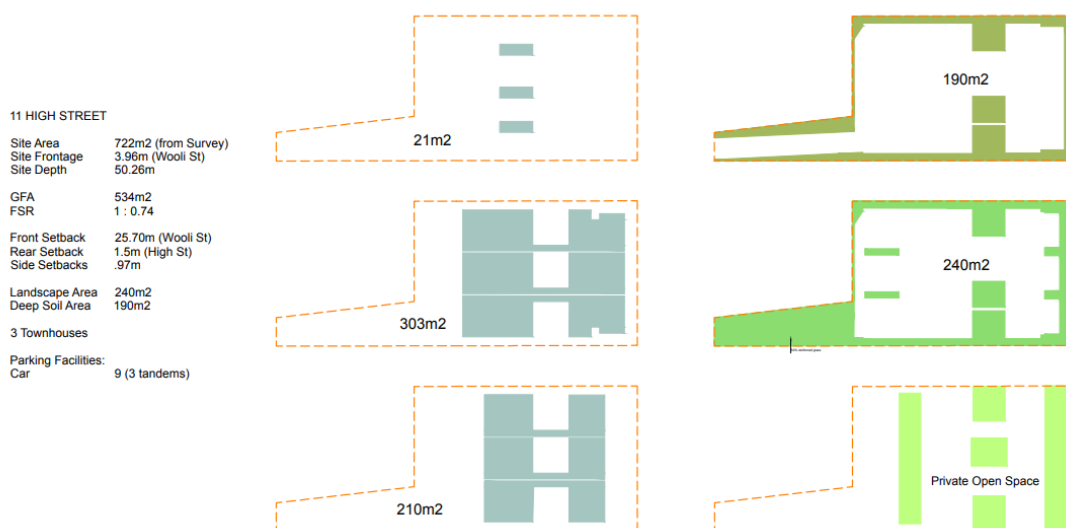 11 HIGH STREET
Site Area 722m2 (from Survey)
Site Frontage 3.96m (Wooli St)
Site Depth 50.26m
GFA 534m2
FSR 1 : 0.74
Front Setback 25.70m (Wooli St)
Rear Setback 1.5m (High St)
Side Setbacks .97m
Landscape Area 240m2
Deep Soil Area 190m2
3 Townhouses
Parking Facilities:
Car 9 (3 tandems)
21m2
303m2
210m2
190m2
240m2
Private Open Space